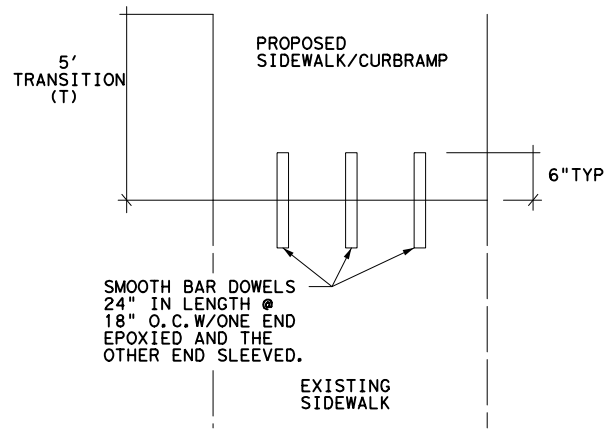 PROPOSED
SIDEWALK/CURBRAMP
5'
TRANSITION
(T)
6"TYP
SMOOTH BAR DOWELS
24" IN LENGTH @
18" O.C.W/ONE END
EPOXIED AND THE
OTHER END SLEEVED.
EXISTING
SIDEWALK